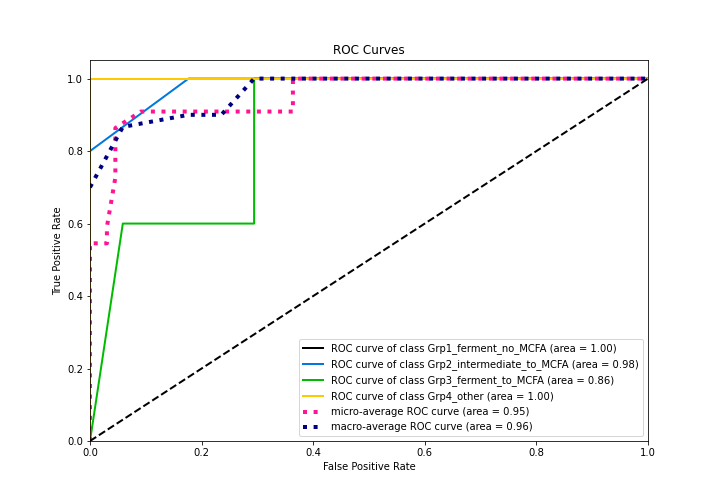 ROC Curves
True Positive Rate
1.0
0.8
0.6
0.4
0.2
0.0
ROC curve of class Grp1_ferment_no_MCFA (area = 1.00)
ROC curve of class Grp2_intermediate_to_MCFA (area = 0.98)
ROC curve of class Grp3_ferment_to_MCFA (area = 0.86)
ROC curve of class Grp4_other (area = 1.00)
micro-average ROC curve (area = 0.95)
macro-average ROC curve (area = 0.96)
0.0 0.2 0.4 0.6 0.8 1.0
False Positive Rate